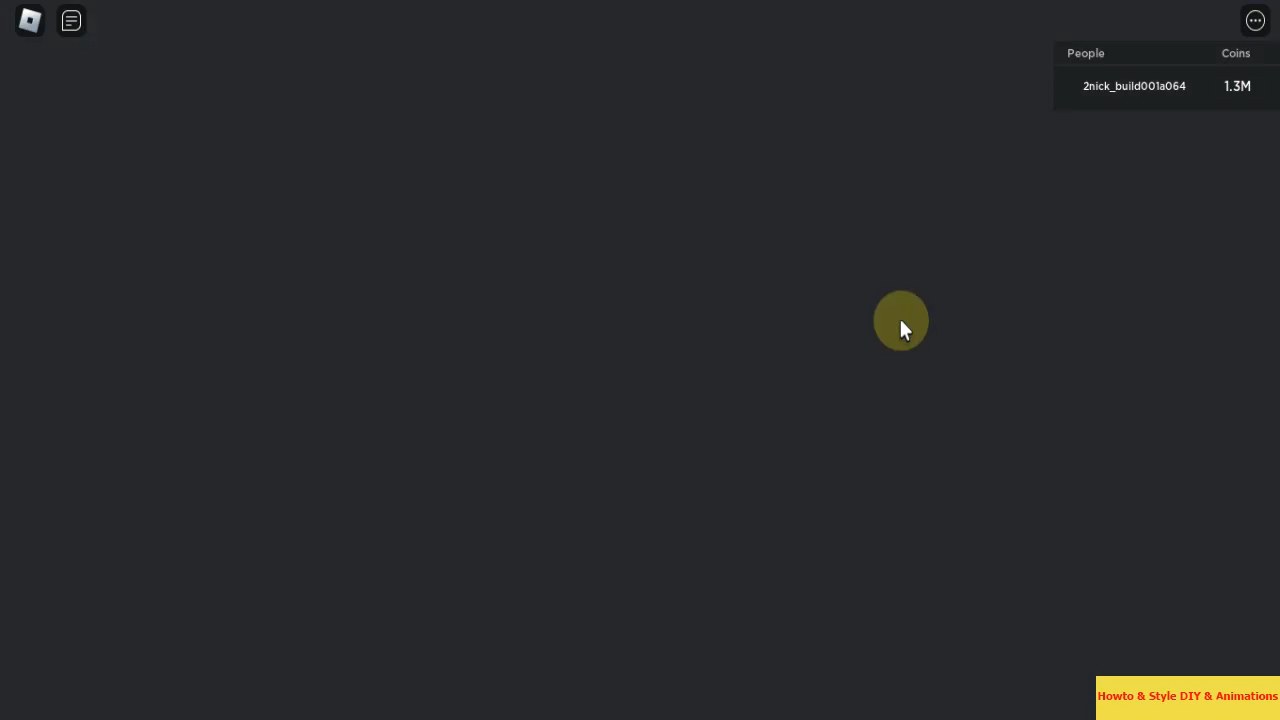 People Coins
2nick_build001a064 1.3M
Howto & Style DIY & Animations